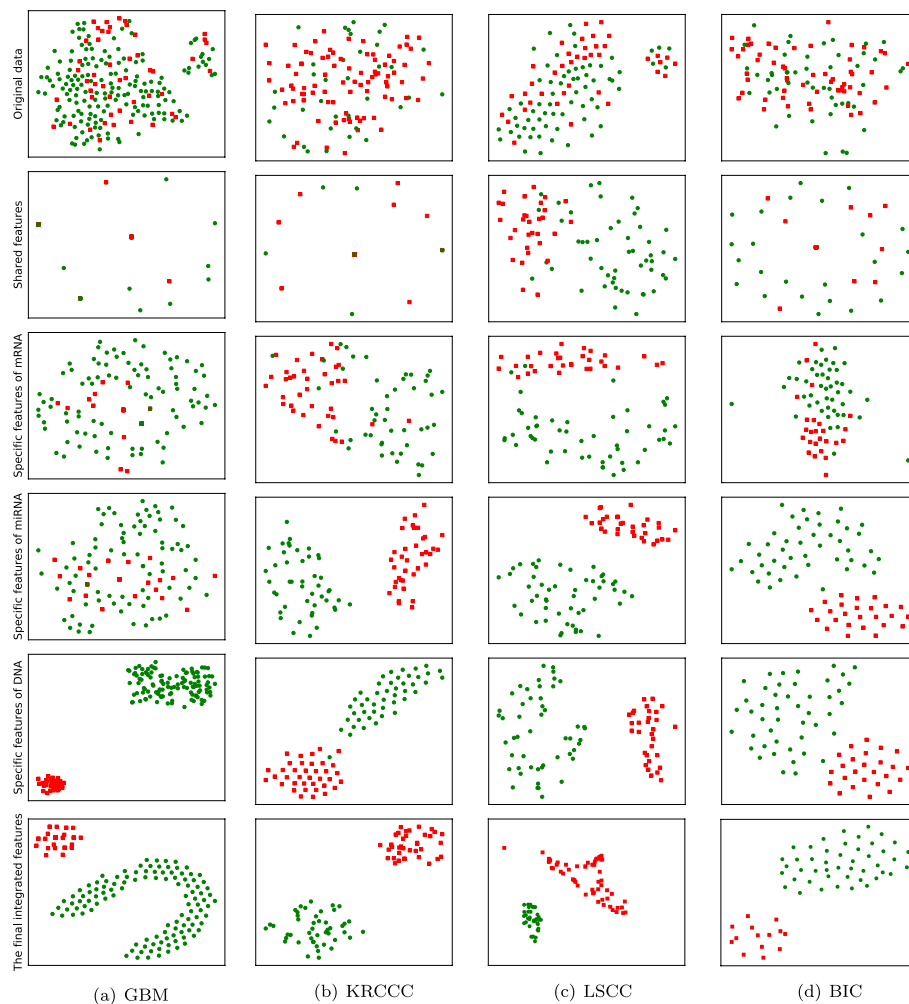 Original data
Shared features
Specific features of mRNA
Specific features of miRNA
Specific features of DNA
The final integrated features
(a) GBM
(b) KRCCC
(c) LSCC
(d) BIC